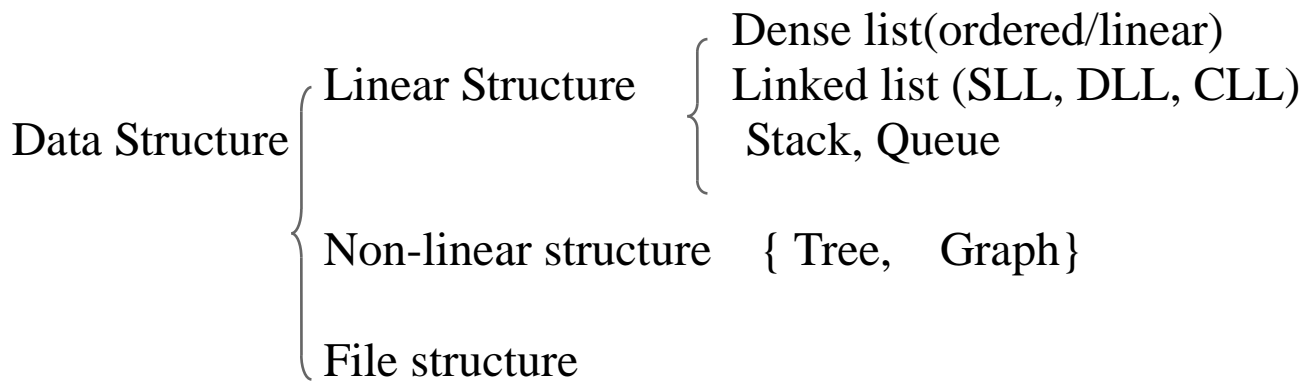 Dense list(ordered/linear)
Linear Structure Linked list (SLL, DLL, CLL)
Data Structure Stack, Queue
Non-linear structure { Tree, Graph}
File structure